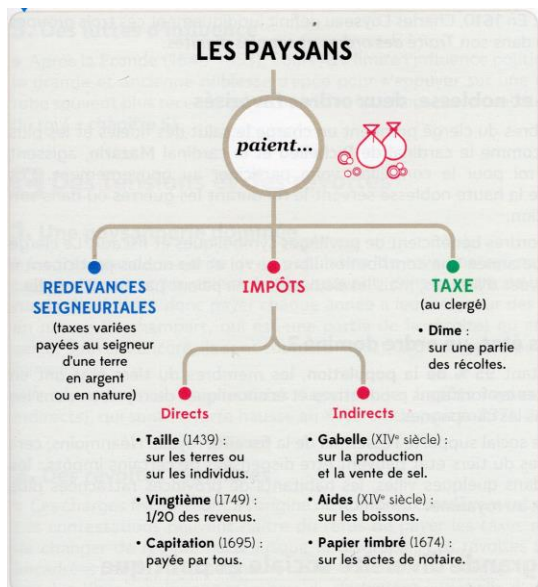 LES PAYSANS
paient...
REDEVANCES
SEIGNEURIALES
(taxes variées
payées au seigneur
d'une terre
en argent
ou en nature)
IMPÔTS
TAXE
(au clergé)
• Dîme :
sur une partie
des récoltes.
Directs
• Taille (1439) :
sur les terres ou
sur les individus.
• Vingtième (1749) :
1/20 des revenus.
• Capitation (1695) :
payée par tous.
Indirects
• Gabelle (XIVe siècle) :
sur la production
et la vente de sel.
• Aides (XIVe siècle) :
sur les boissons.
• Papier timbré (1674) :
sur les actes de notaire.